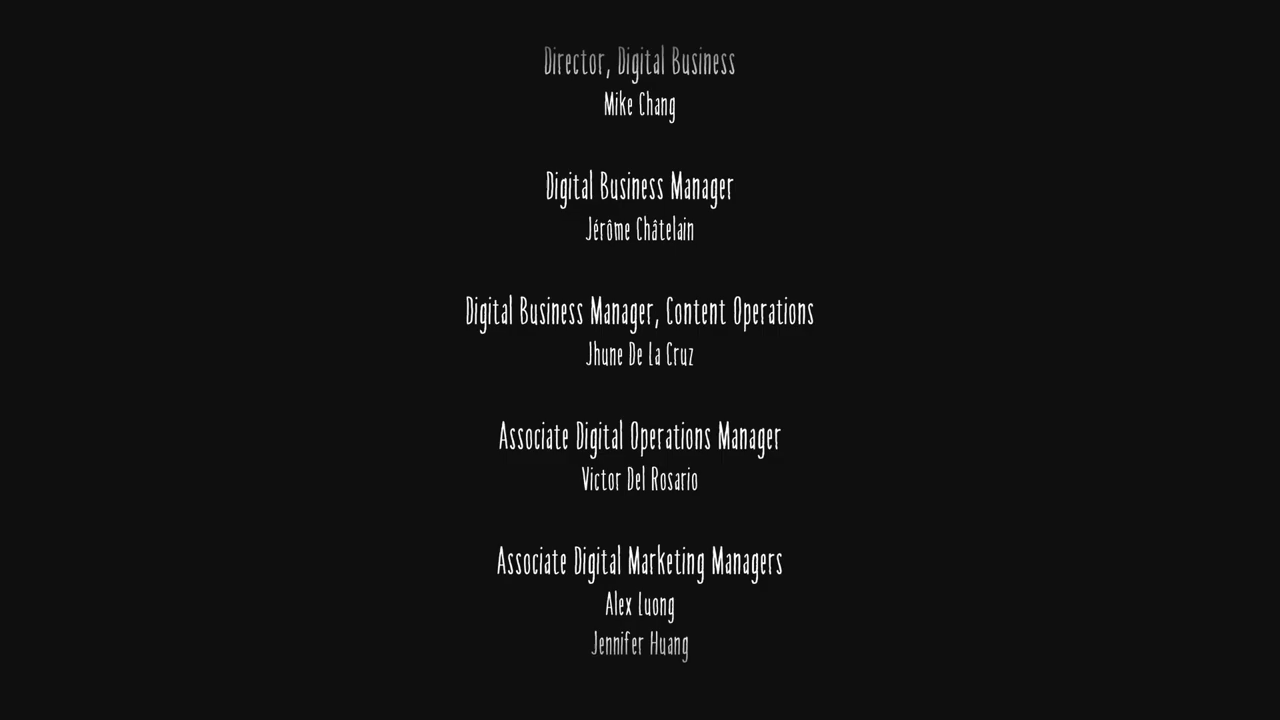 Director, Digital Business
Mike Chang
Digital Business Manager
Jérôme Châtelain
Digital Business Manager, Content Operations
Jhune De La Cruz
Associate Digital Operations Manager
Victor Del Rosario
Associate Digital Marketing Managers
Alex Luong
Jennifer Huang